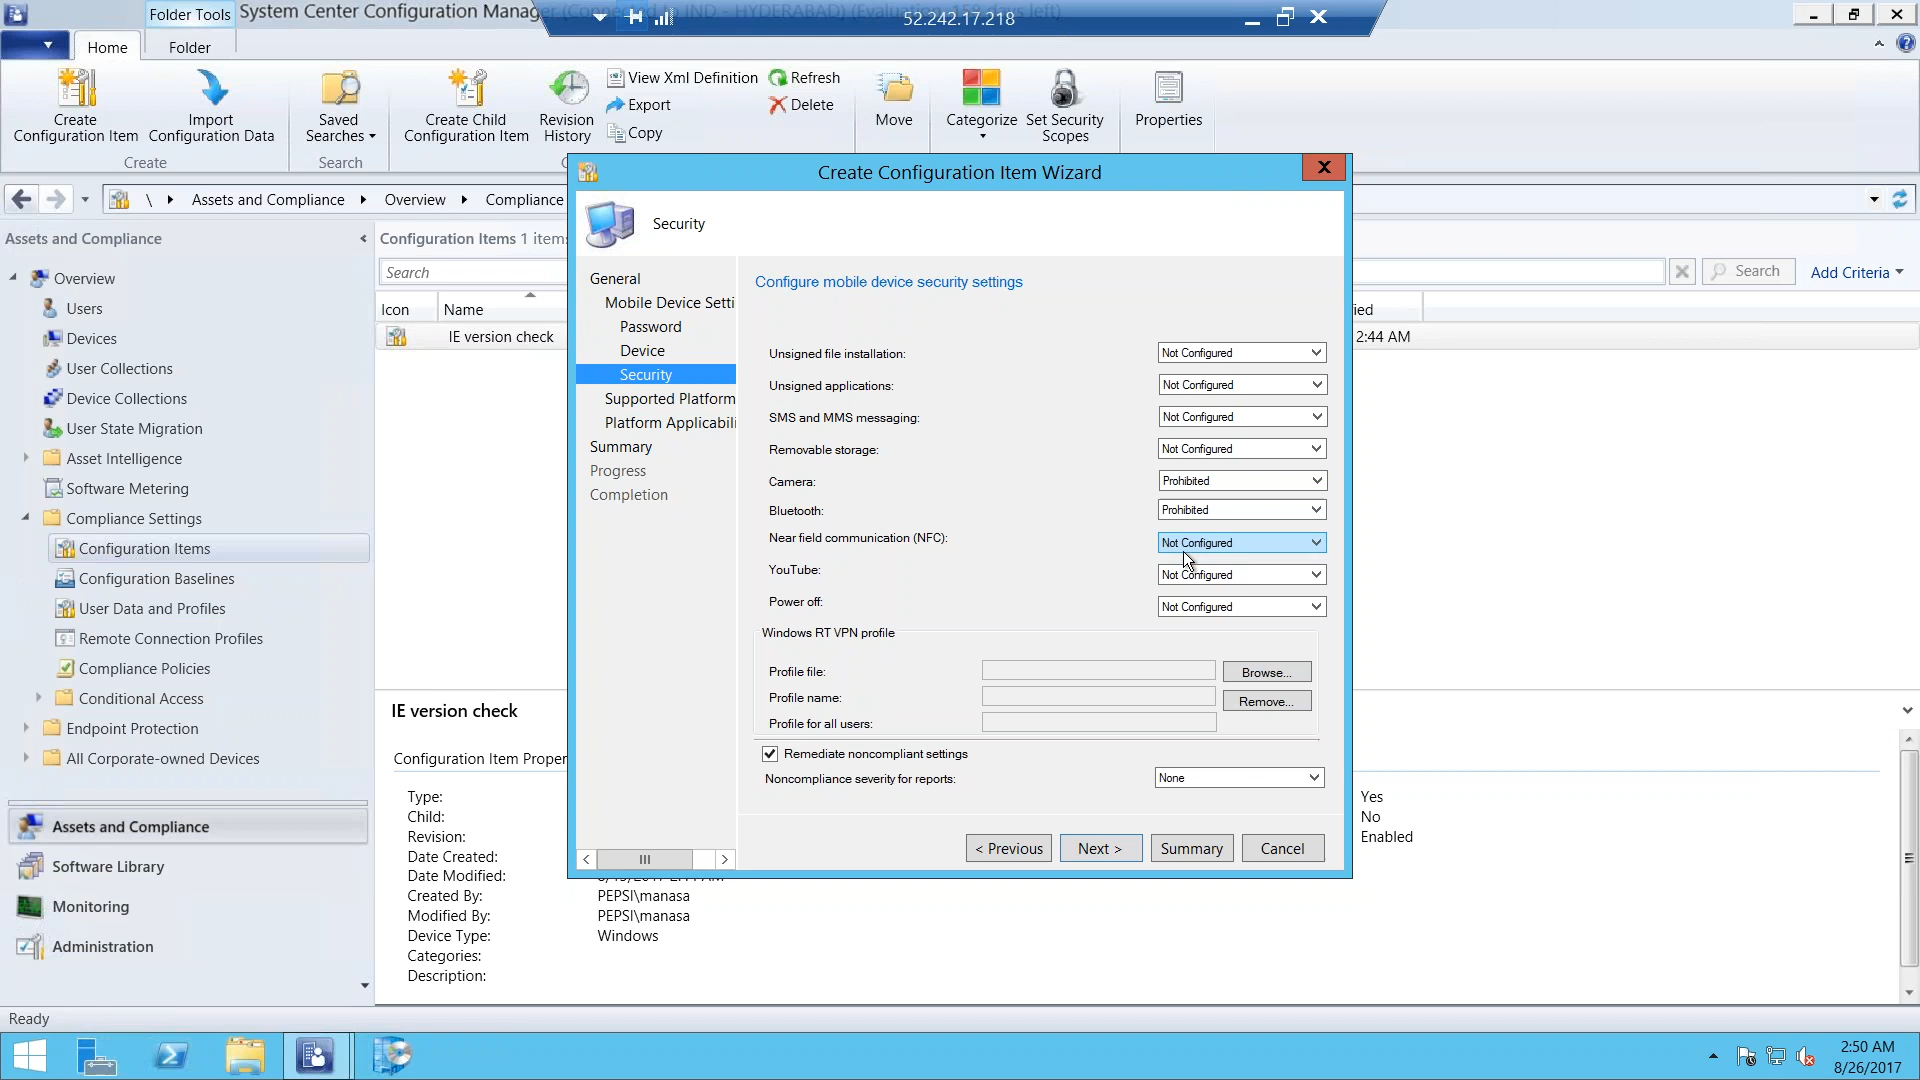 Folder Tools
System Center Configuration Manager (Connected
HYDERABAD) (Evaluation,
days left)
52.242.17.218
Home
Folder
Create
Configuration Item
Import
Configuration Data
Saved
Searches
Create Child
Configuration Item
Revision
History
View Xml Definition
Export
Copy
Refresh
Delete
Move
Categorize
Set Security
Scopes
Properties
Create
Search
\ Assets and Compliance Overview Compliance
Assets and Compliance
Overview
Users
Devices
User Collections
Device Collections
User State Migration
Asset Intelligence
Software Metering
Compliance Settings
Configuration Items
Configuration Baselines
User Data and Profiles
Remote Connection Profiles
Compliance Policies
Conditional Access
Endpoint Protection
All Corporate-owned Devices
Assets and Compliance
Software Library
Monitoring
Administration
Configuration Items 1 items
Search
Search
Add Criteria
Icon Name
ied
IE version check
2:44 AM
Create Configuration Item Wizard
Security
General
Mobile Device Setti
Password
Device
Security
Supported Platform
Platform Applicabili
Summary
Progress
Completion
Configure mobile device security settings
Unsigned file installation: Not Configured
Unsigned applications: Not Configured
SMS and MMS messaging: Not Configured
Removable storage: Not Configured
Camera: Prohibited
Bluetooth: Prohibited
Near field communication (NFC): Not Configured
YouTube: Not Configured
Power off: Not Configured
Windows RT VPN profile
Profile file: Browse...
Profile name: Remove...
Profile for all users:
Remediate noncompliant settings
Noncompliance severity for reports: None
< Previous Next > Summary Cancel
IE version check
Configuration Item Proper
Type:
Child:
Revision:
Date Created:
Date Modified:
Created By: PEPSI\manasa
Modified By: PEPSI\manasa
Device Type: Windows
Categories:
Description:
Yes
No
Enabled
Ready
2:50 AM
8/26/2017